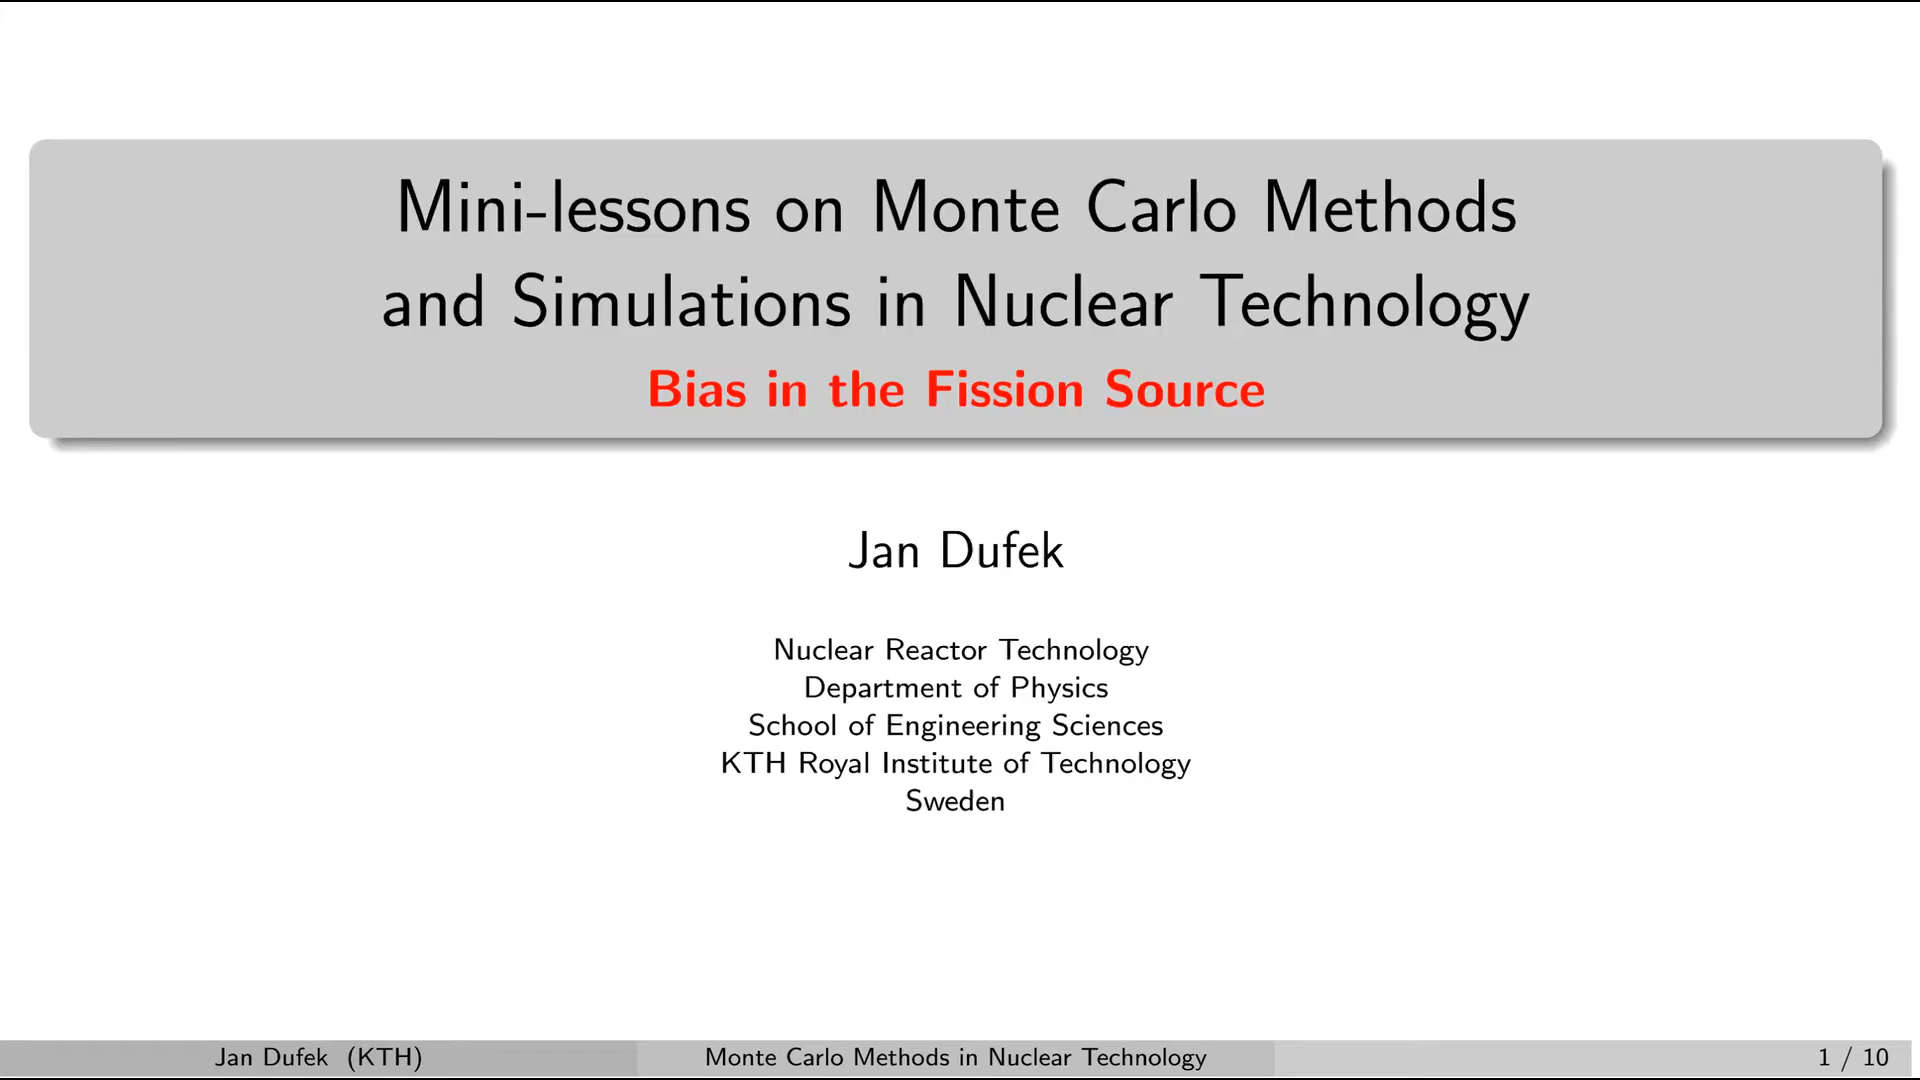 Mini-lessons on Monte Carlo Methods
and Simulations in Nuclear Technology
Bias in the Fission Source
Jan Dufek
Nuclear Reactor Technology
Department of Physics
School of Engineering Sciences
KTH Royal Institute of Technology
Sweden
Jan Dufek (KTH)
Monte Carlo Methods in Nuclear Technology
1 / 10